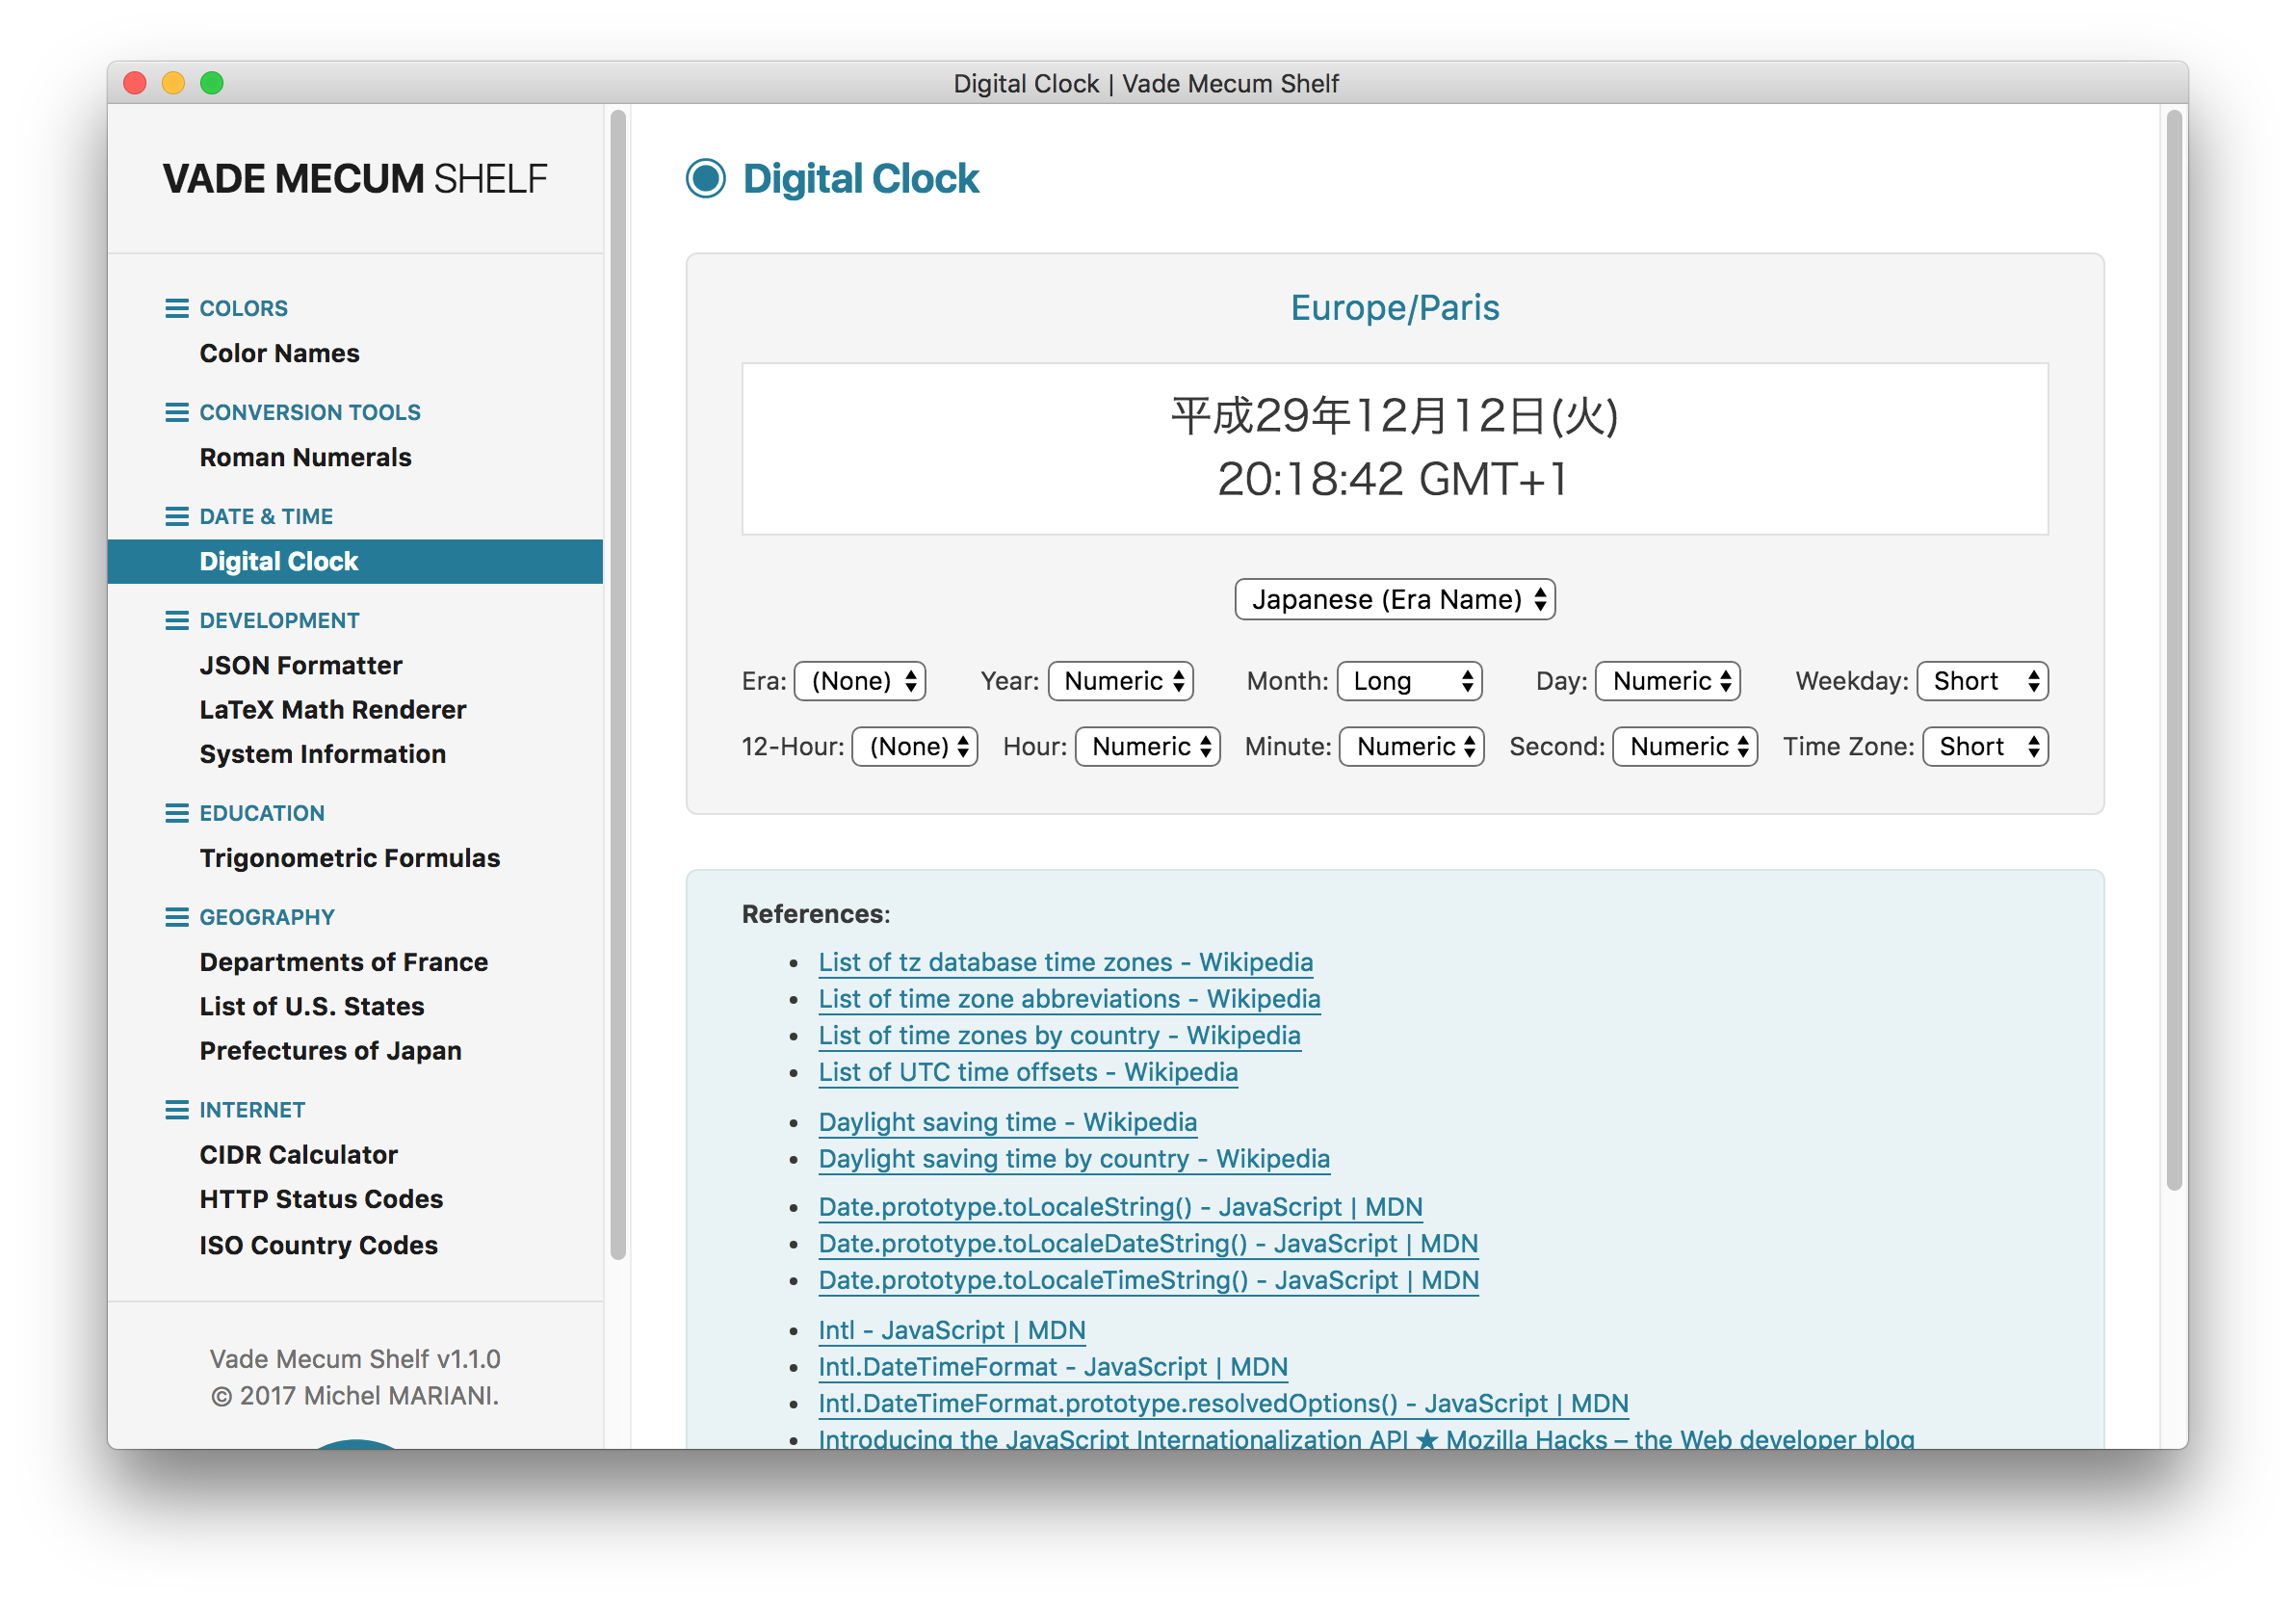 Digital Clock | Vade Mecum Shelf
VADE MECUM SHELF
COLORS
Color Names
CONVERSION TOOLS
Roman Numerals
DATE & TIME
Digital Clock
DEVELOPMENT
JSON Formatter
LaTeX Math Renderer
System Information
EDUCATION
Trigonometric Formulas
GEOGRAPHY
Departments of France
List of U.S. States
Prefectures of Japan
INTERNET
CIDR Calculator
HTTP Status Codes
ISO Country Codes
Vade Mecum Shelf v1.1.0
© 2017 Michel MARIANI.
Digital Clock
Europe/Paris
平成29年12月12日(火)
20:18:42 GMT+1
Japanese (Era Name)
Era: (None) Year: Numeric Month: Long Day: Numeric Weekday: Short
12-Hour: (None) Hour: Numeric Minute: Numeric Second: Numeric Time Zone: Short
References:
• List of tz database time zones - Wikipedia
• List of time zone abbreviations - Wikipedia
• List of time zones by country - Wikipedia
• List of UTC time offsets - Wikipedia
• Daylight saving time - Wikipedia
• Daylight saving time by country - Wikipedia
• Date.prototype.toLocaleString() - JavaScript | MDN
• Date.prototype.toLocaleDateString() - JavaScript | MDN
• Date.prototype.toLocaleTimeString() - JavaScript | MDN
• Intl - JavaScript | MDN
• Intl.DateTimeFormat - JavaScript | MDN
• Intl.DateTimeFormat.prototype.resolvedOptions() - JavaScript | MDN
• Introducing the JavaScript Internationalization API ★ Mozilla Hacks – the Web developer blog